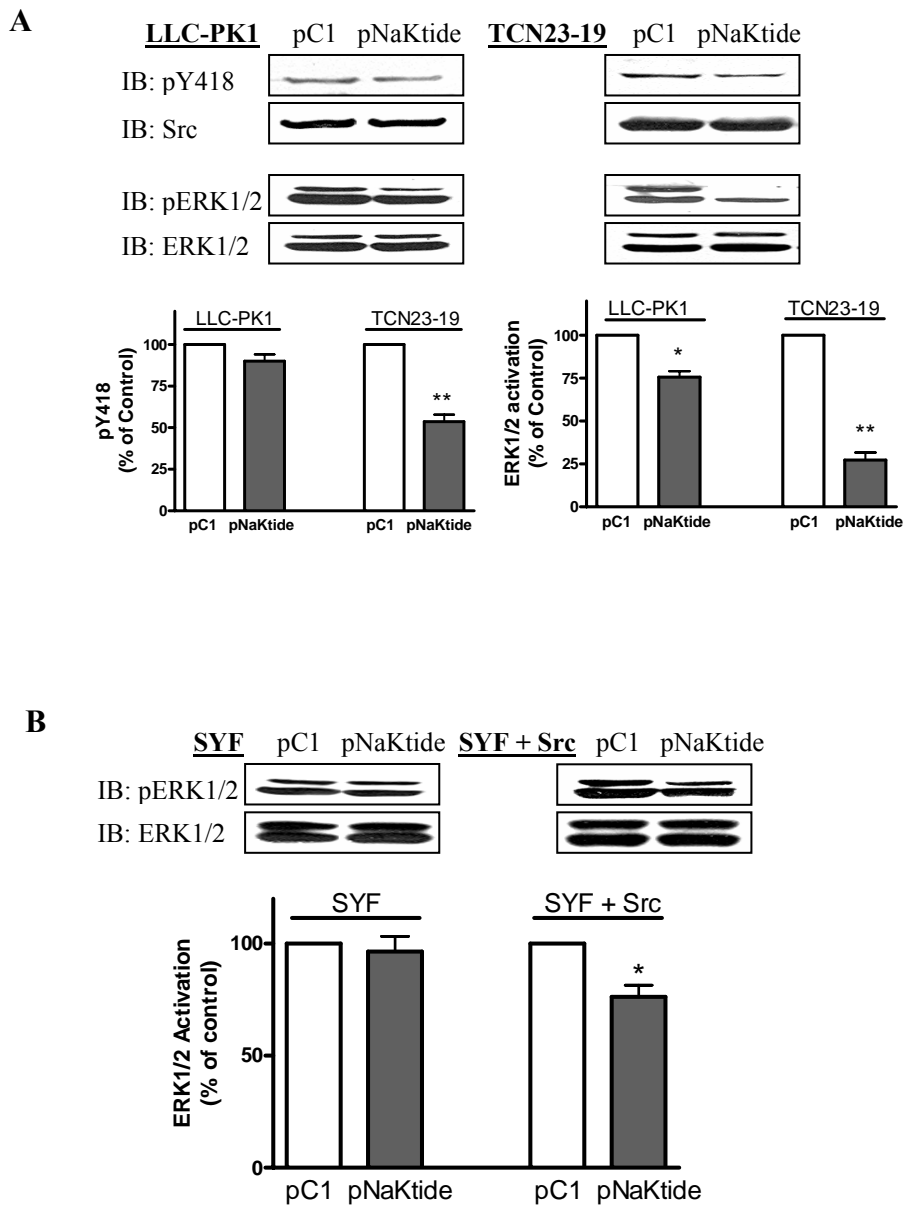 A
LLC-PK1 pC1 pNaKtide TCN23-19 pC1 pNaKtide
IB: pY418
IB: Src
IB: pERK1/2
IB: ERK1/2
LLC-PK1 TCN23-19
100
75
50
25
0
pY418
(% of Control)
**
pC1 pNaKtide pC1 pNaKtide
LLC-PK1 TCN23-19
100
75
50
25
0
ERK1/2 activation
(% of Control)
*
**
pC1 pNaKtide pC1 pNaKtide
B
SYF pC1 pNaKtide SYF + Src pC1 pNaKtide
IB: pERK1/2
IB: ERK1/2
SYF SYF + Src
100
50
0
ERK1/2 Activation
(% of control)
*
pC1 pNaKtide pC1 pNaKtide